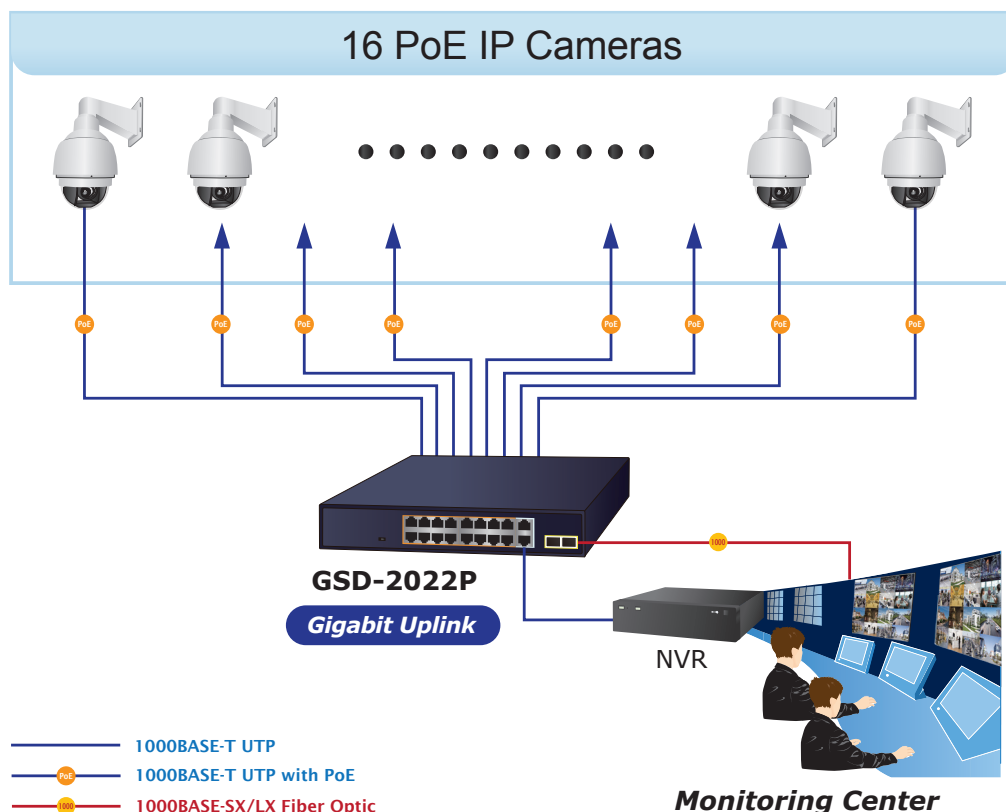 16 PoE IP Cameras
PoE PoE PoE PoE PoE PoE PoE PoE
1000
GSD-2022P
Gigabit Uplink
NVR
1000BASE-T UTP
PoE 1000BASE-T UTP with PoE
1000 1000BASE-SX/LX Fiber Optic
Monitoring Center